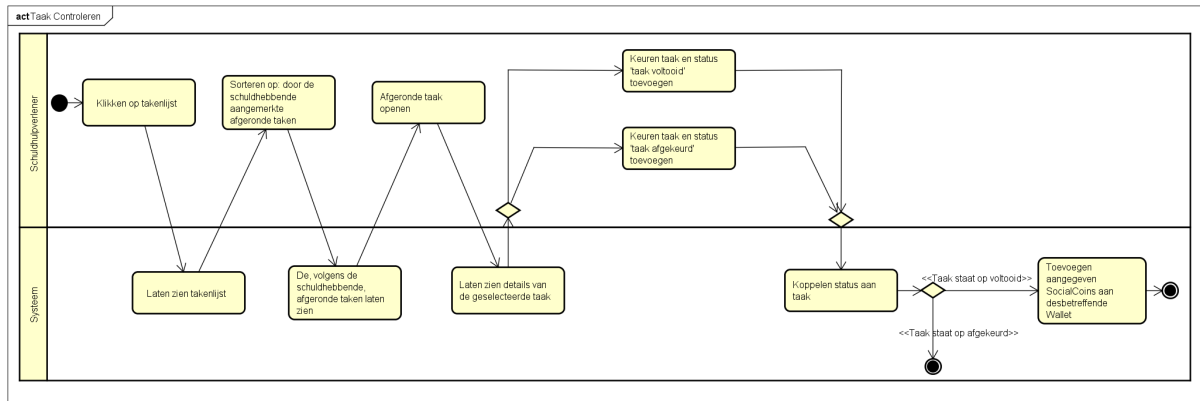 act Taak Controleren
Schuldhulpverlener
Klikken op takenlijst
Sorteren op: door de
schuldhebbende
aangemerkte
afgeronde taken
Afgeronde taak
openen
Keuren taak en status
'taak voltooid'
toevoegen
Keuren taak en status
'taak afgekeurd'
toevoegen
Systeem
Laten zien takenlijst
De, volgens de
schuldhebbende,
afgeronde taken laten
zien
Laten zien details van
de geselecteerde taak
Koppelen status aan
taak
<<Taak staat op voltooid>>
<<Taak staat op afgekeurd>>
Toevoegen
aangegeven
SocialCoins aan
desbetreffende
Wallet